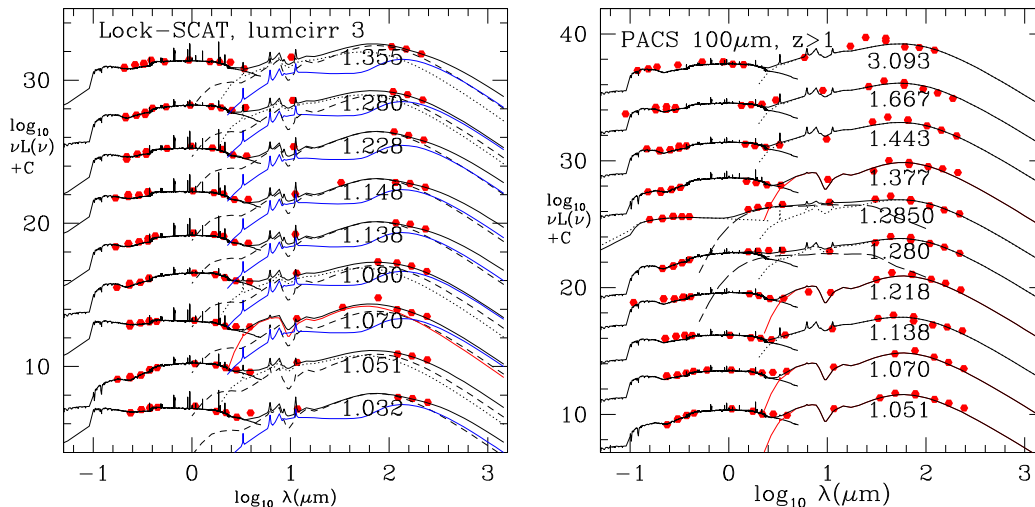 Lock-SCAT, lumcirr 3
1.355
1.280
1.228
1.148
1.138
1.080
1.070
1.051
1.032
30
20
10
log10
νL(ν)
+C
−1 0 1 2 3
log10 λ(μm)
PACS 100μm, z>1
3.093
1.667
1.443
1.377
1.2850
1.280
1.218
1.138
1.070
1.051
40
30
20
10
log10
νL(ν)
+C
−1 0 1 2 3
log10 λ(μm)